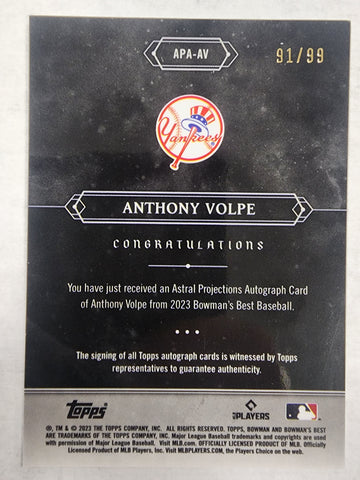 APA-AV
91/99
Yankees
ANTHONY VOLPE
CONGRATULATIONS
You have just received an Astral Projections Autograph Card
of Anthony Volpe from 2023 Bowman's Best Baseball.
The signing of all Topps autograph cards is witnessed by Topps
representatives to guarantee authenticity.
Topps
PLAYERS
®, TM & © 2023 THE TOPPS COMPANY, INC. ALL RIGHTS RESERVED. TOPPS, BOWMAN AND BOWMAN'S BEST
ARE TRADEMARKS OF THE TOPPS COMPANY, INC. Major League Baseball trademarks and copyrights are used
with permission of Major League Baseball. Visit MLB.com. OFFICIALLY LICENSED PRODUCT OF MLB. Officially
Licensed Product of MLB Players, Inc. Visit MLBPLAYERS.COM, the Players Choice on the web.